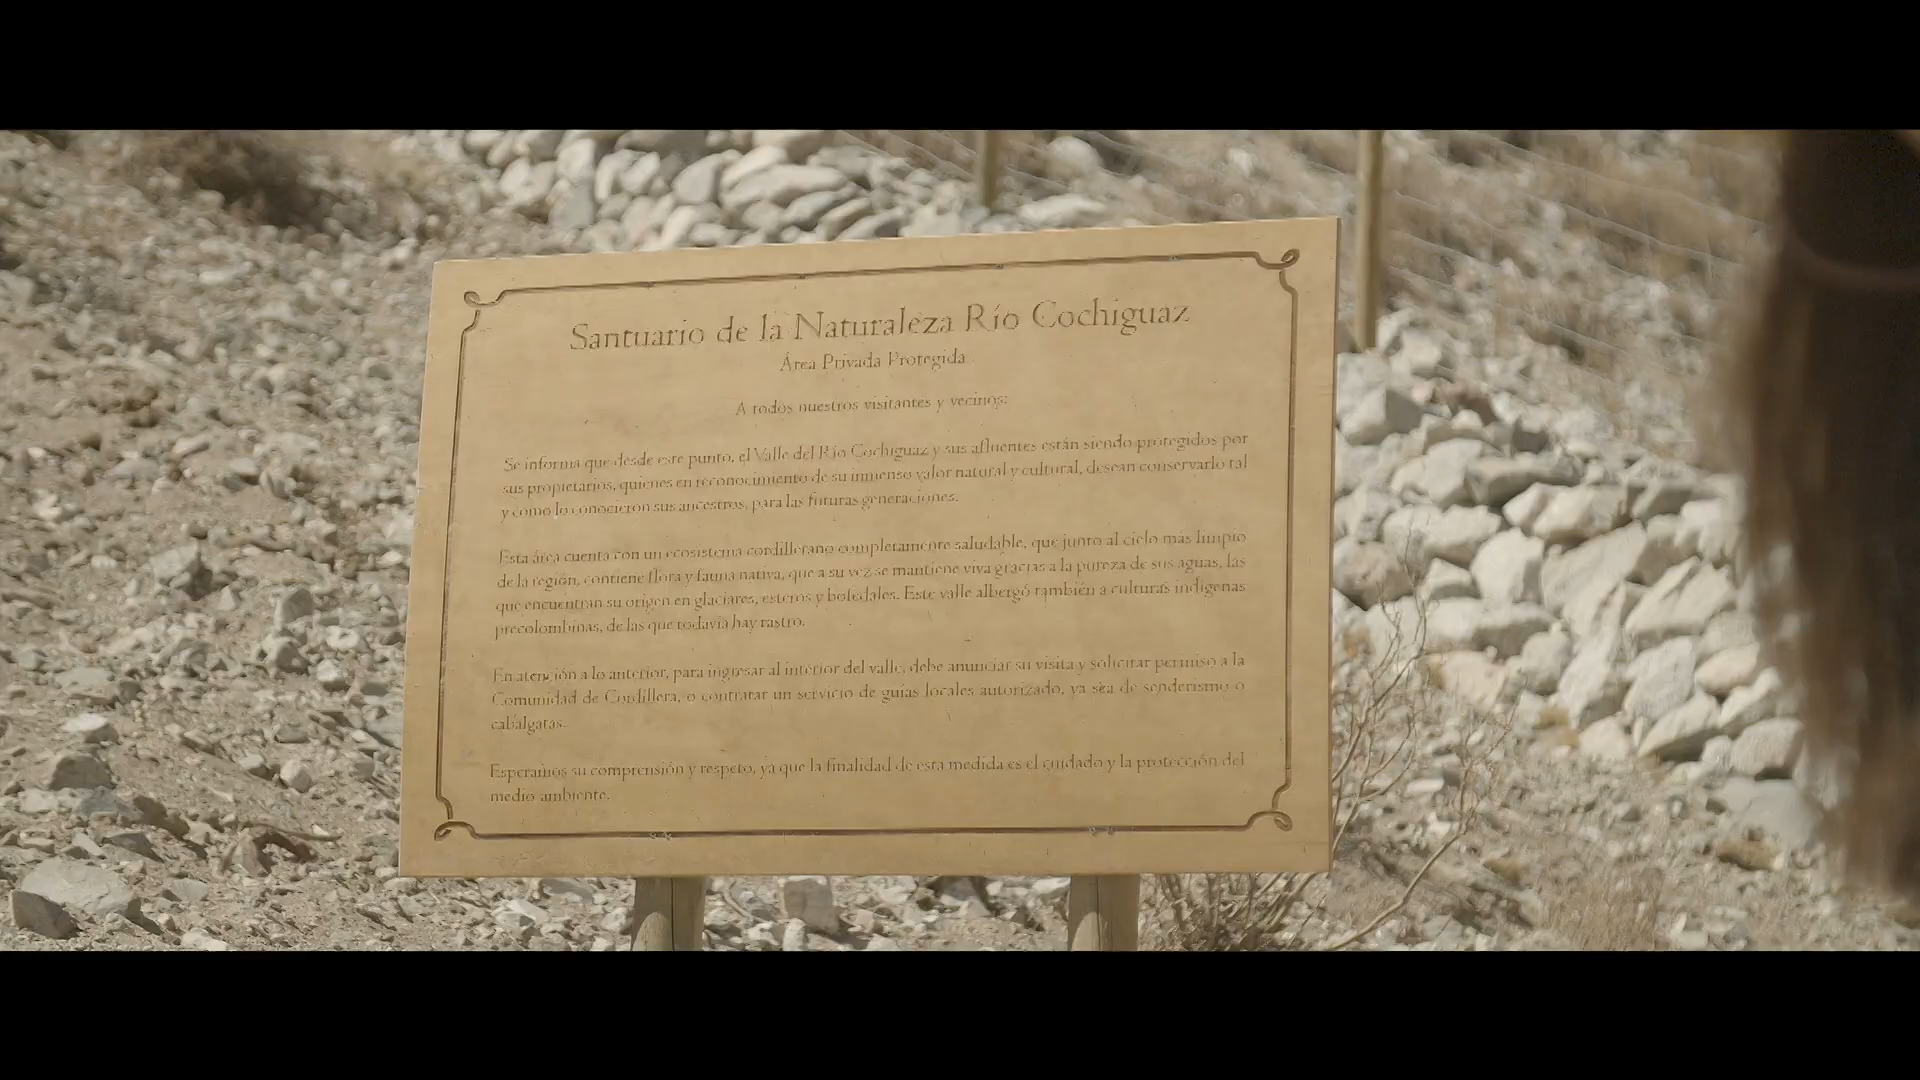 Santuario de la Naturaleza Río Cochiguaz
Área Privada Protegida
A todos nuestros visitantes y vecinos:
Se informa que desde este punto, el Valle del Río Cochiguaz y sus afluentes están siendo protegidos por
sus propietarios, quienes en reconocimiento de su inmenso valor natural y cultural, desean conservarlo tal
y como lo conocieron sus ancestros, para las futuras generaciones.
Esta área cuenta con un ecosistema cordillerano completamente saludable, que junto al cielo más limpio
de la región, contiene flora y fauna nativa, que a su vez se mantiene viva gracias a la pureza de sus aguas, las
que encuentran su origen en glaciares, esteros y bofedales. Este valle albergó también a culturas indígenas
precolombinas, de las que todavía hay rastro.
En atención a lo anterior, para ingresar al interior del valle, debe anunciar su visita y solicitar permiso a la
Comunidad de Cordillera, o contratar un servicio de guías locales autorizado, ya sea de senderismo o
cabalgatas.
Esperamos su comprensión y respeto, ya que la finalidad de esta medida es el cuidado y la protección del
medio ambiente.